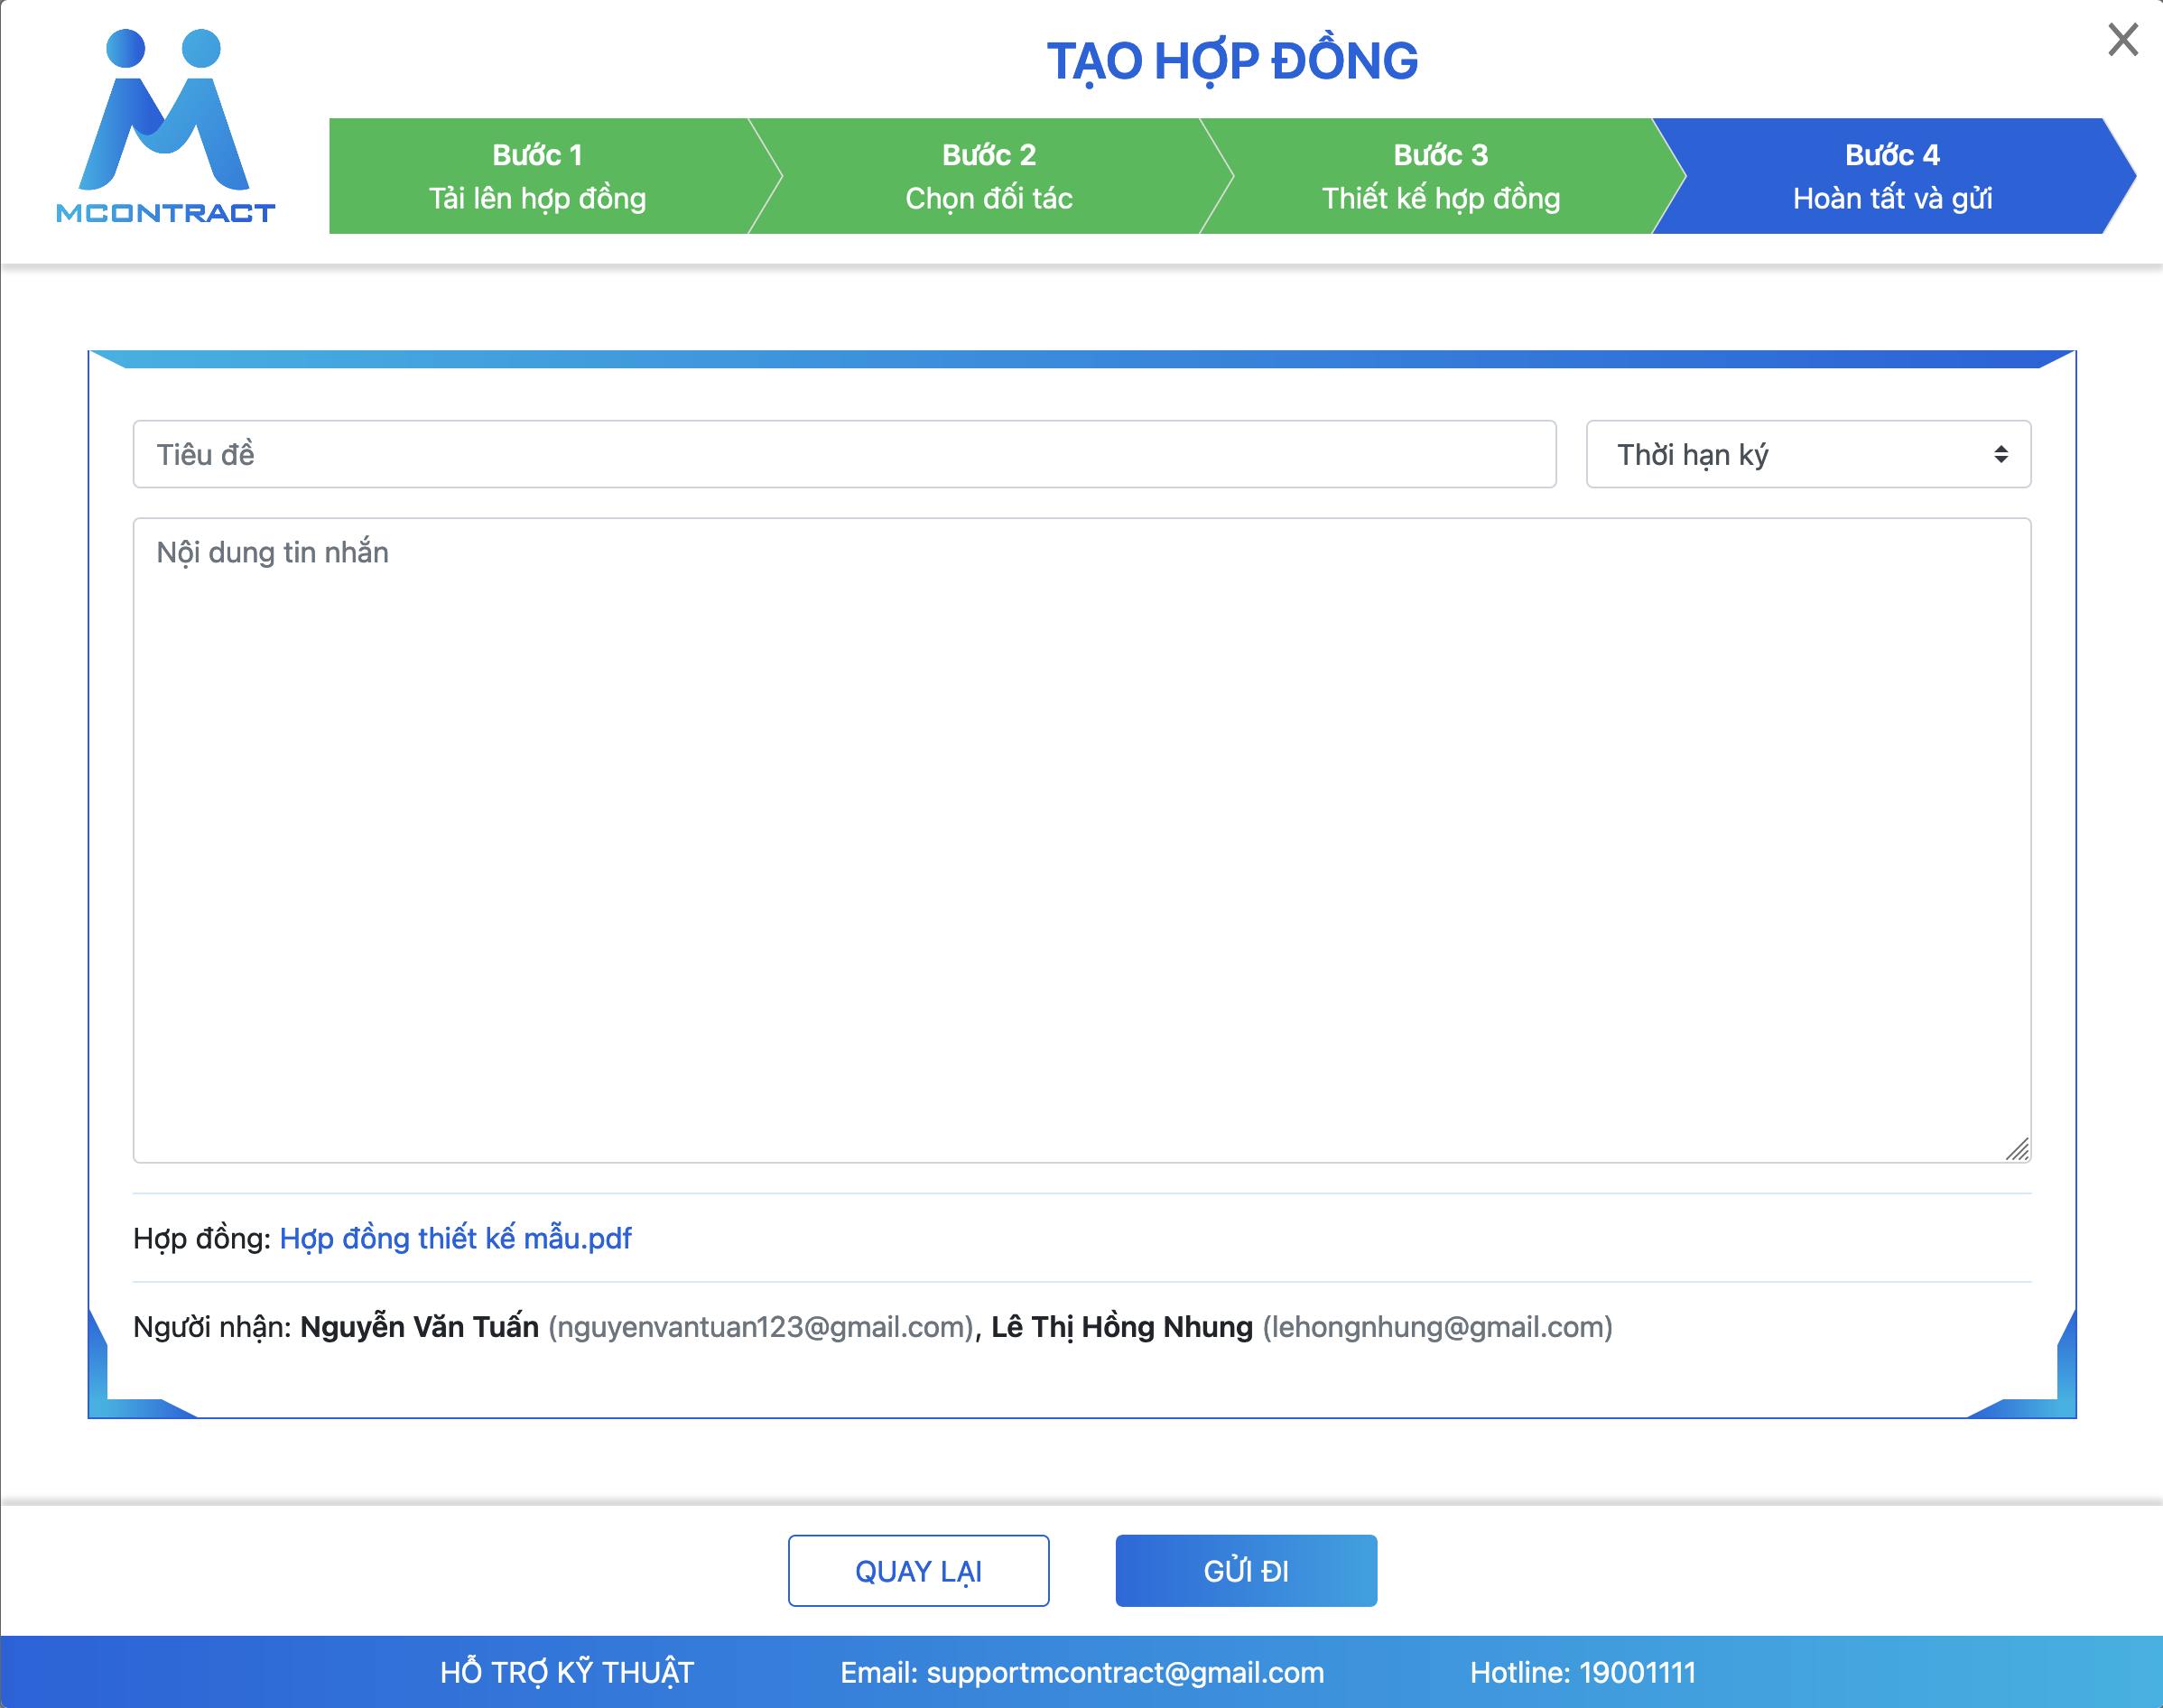 MCONTRACT
TẠO HỢP ĐỒNG
Bước 1
Tải lên hợp đồng
Bước 2
Chọn đối tác
Bước 3
Thiết kế hợp đồng
Bước 4
Hoàn tất và gửi
Tiêu đề
Thời hạn ký
Nội dung tin nhắn
Hợp đồng: Hợp đồng thiết kế mẫu.pdf
Người nhận: Nguyễn Văn Tuấn (nguyenvantuan123@gmail.com), Lê Thị Hồng Nhung (lehongnhung@gmail.com)
QUAY LẠI
GỬI ĐI
HỖ TRỢ KỸ THUẬT
Email: supportmcontract@gmail.com
Hotline: 19001111